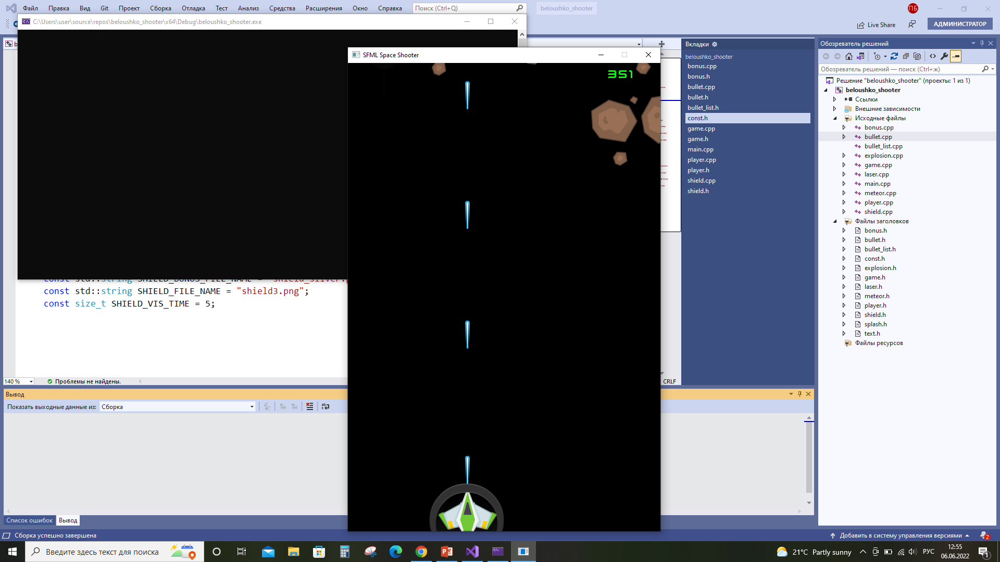 Файл Правка Вид Git Проект Сборка Отладка Тест Анализ Средства Расширения Окно Справка Поиск (Ctrl+Q) beloushko_shooter ПБ
Live Share АДМИНИСТРАТОР
C:\Users\user\source\repos\beloushko_shooter\x64\Debug\beloushko_shooter.exe
SFML Space Shooter
351
const std::string SHIELD_BONUS_FILE_NAME =
const std::string SHIELD_FILE_NAME = "shield3.png";
const size_t SHIELD_VIS_TIME = 5;
140 % Проблемы не найдены. CRLF
Вкладки
beloushko_shooter
bonus.cpp
bonus.h
bullet.cpp
bullet.h
bullet_list.h
const.h
game.cpp
game.h
main.cpp
player.cpp
player.h
shield.cpp
shield.h
Обозреватель решений
Обозреватель решений — поиск (Ctrl+ж)
Решение "beloushko_shooter" (проекты: 1 из 1)
beloushko_shooter
Ссылки
Внешние зависимости
Исходные файлы
bonus.cpp
bullet.cpp
bullet_list.cpp
explosion.cpp
game.cpp
laser.cpp
main.cpp
meteor.cpp
player.cpp
shield.cpp
Файлы заголовков
bonus.h
bullet.h
bullet_list.h
const.h
explosion.h
game.h
laser.h
meteor.h
player.h
shield.h
splash.h
text.h
Файлы ресурсов
Вывод
Показать выходные данные из: Сборка
Список ошибок Вывод
Сборка успешно завершена Добавить в систему управления версиями 2
Введите здесь текст для поиска 21°C Partly sunny РУС 12:55
06.06.2022 1